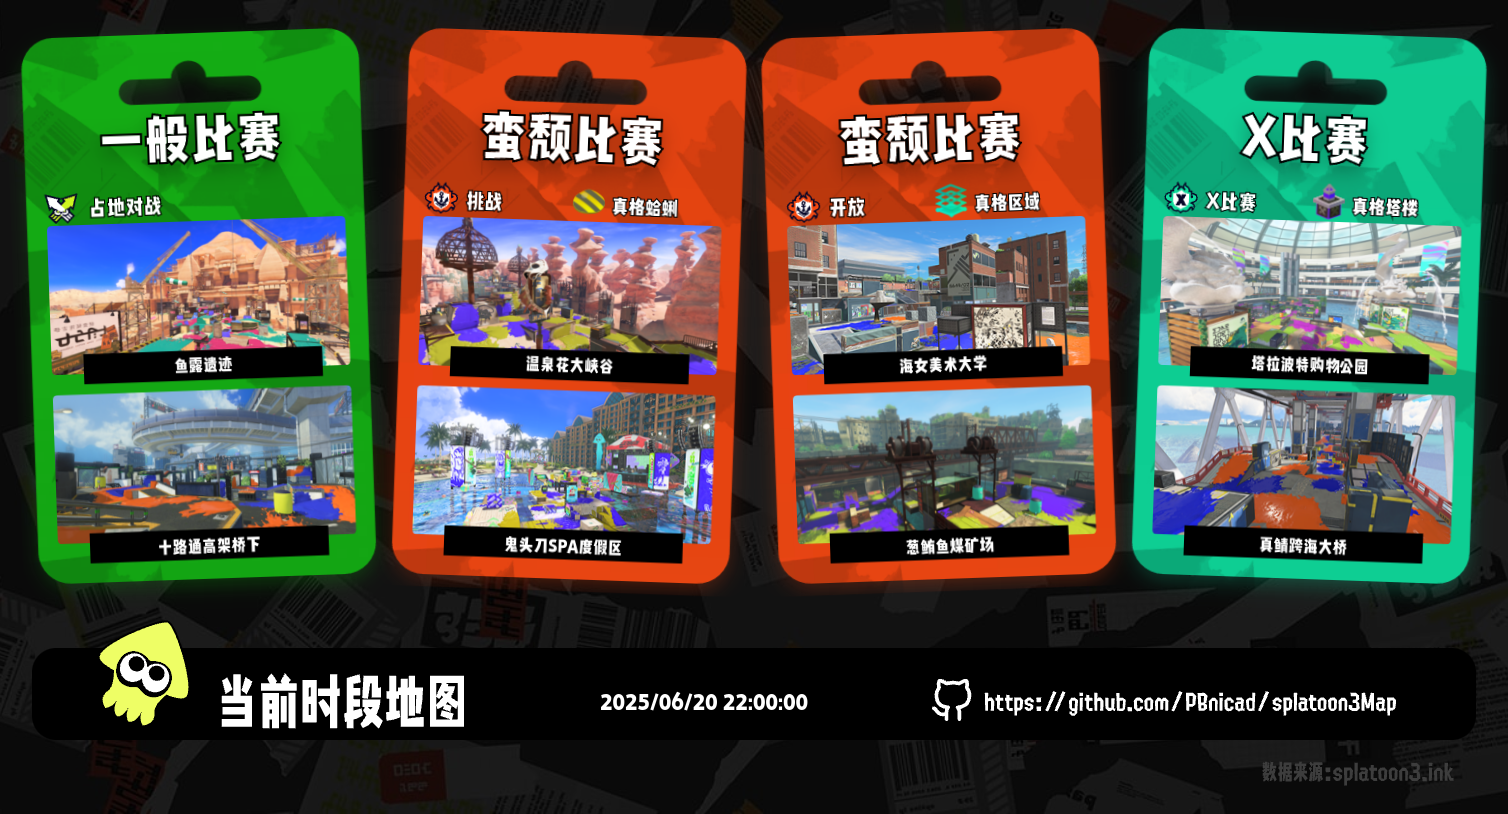 一般比赛
占地对战
鱼露遗迹
十路通高架桥下
蛮颓比赛
挑战
真格蛤蜊
温泉花大峡谷
鬼头刀SPA度假区
蛮颓比赛
开放
真格区域
海女美术大学
葱鲔鱼煤矿场
X比赛
X比赛
真格塔楼
塔拉波特购物公园
真鲭跨海大桥
当前时段地图
2025/06/20 22:00:00
https://github.com/PBnicad/splatoon3Map
数据来源:splatoon3.ink